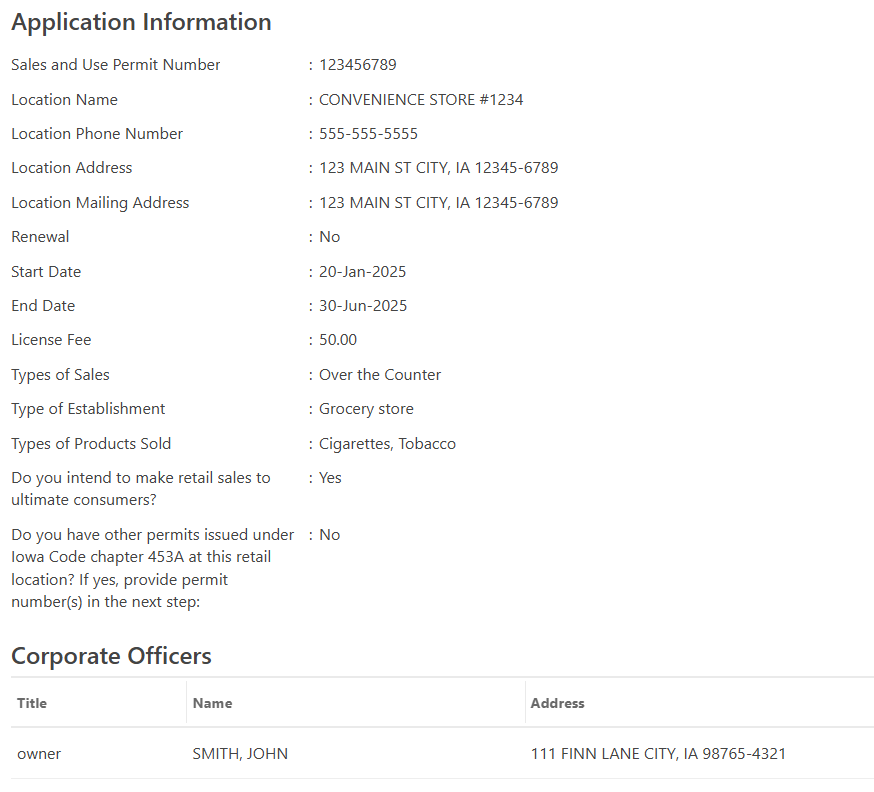 Application Information
Sales and Use Permit Number : 123456789
Location Name : CONVENIENCE STORE #1234
Location Phone Number : 555-555-5555
Location Address : 123 MAIN ST CITY, IA 12345-6789
Location Mailing Address : 123 MAIN ST CITY, IA 12345-6789
Renewal : No
Start Date : 20-Jan-2025
End Date : 30-Jun-2025
License Fee : 50.00
Types of Sales : Over the Counter
Type of Establishment : Grocery store
Types of Products Sold : Cigarettes, Tobacco
Do you intend to make retail sales to : Yes
ultimate consumers?
Do you have other permits issued under : No
Iowa Code chapter 453A at this retail
location? If yes, provide permit
number(s) in the next step:
Corporate Officers
Title Name Address
owner SMITH, JOHN 111 FINN LANE CITY, IA 98765-4321